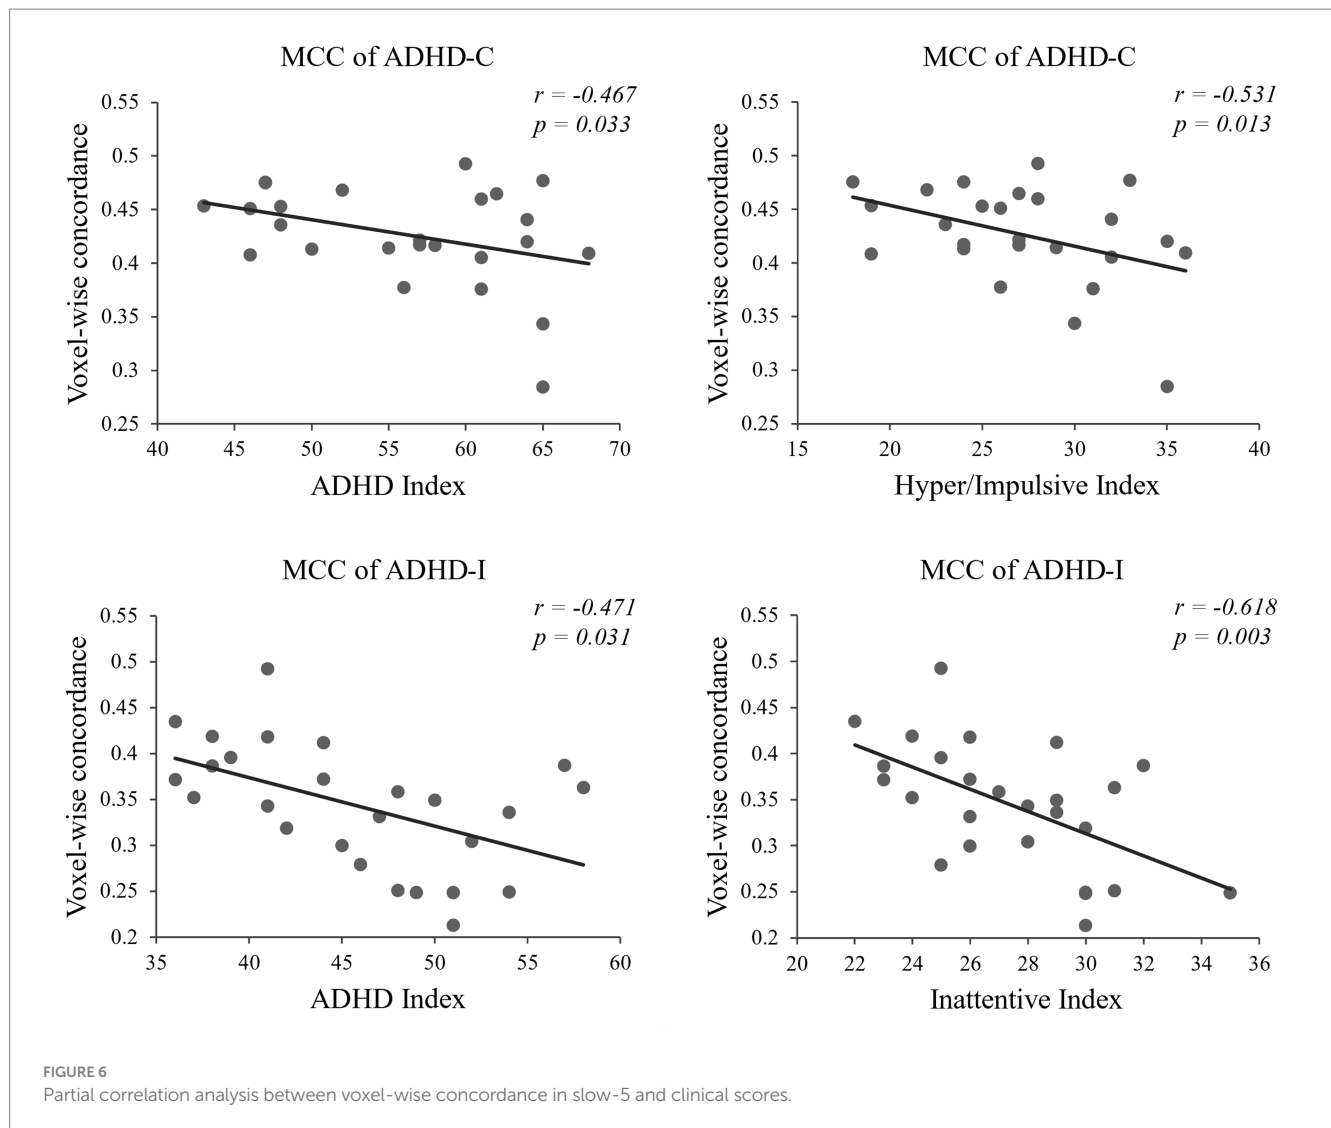 MCC of ADHD-C
r = -0.467
p = 0.033
Voxel-wise concordance
0.55
0.5
0.45
0.4
0.35
0.3
0.25
40 45 50 55 60 65 70
ADHD Index
MCC of ADHD-C
r = -0.531
p = 0.013
Voxel-wise concordance
0.55
0.5
0.45
0.4
0.35
0.3
0.25
15 20 25 30 35 40
Hyper/Impulsive Index
MCC of ADHD-I
r = -0.471
p = 0.031
Voxel-wise concordance
0.55
0.5
0.45
0.4
0.35
0.3
0.25
0.2
35 40 45 50 55 60
ADHD Index
MCC of ADHD-I
r = -0.618
p = 0.003
Voxel-wise concordance
0.55
0.5
0.45
0.4
0.35
0.3
0.25
0.2
20 22 24 26 28 30 32 34 36
Inattentive Index
FIGURE 6
Partial correlation analysis between voxel-wise concordance in slow-5 and clinical scores.